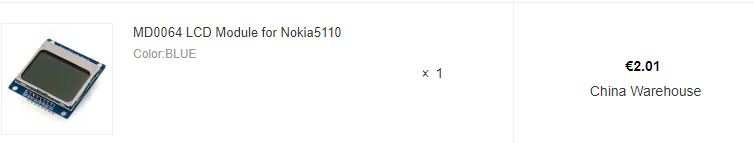 MD0064 LCD Module for Nokia5110
Color:BLUE
× 1
€2.01
China Warehouse